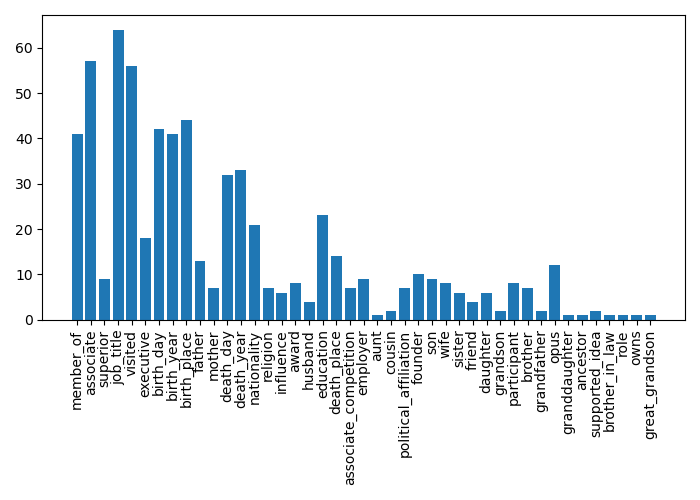 60
50
40
30
20
10
0
member_of
associate
superior
job_title
visited
executive
birth_day
birth_year
birth_place
father
mother
death_day
death_year
nationality
religion
influence
award
husband
education
death_place
associate_competition
employer
aunt
cousin
political_affiliation
founder
son
wife
sister
friend
daughter
grandson
participant
brother
grandfather
opus
granddaughter
ancestor
supported_idea
brother_in_law
role
owns
great_grandson